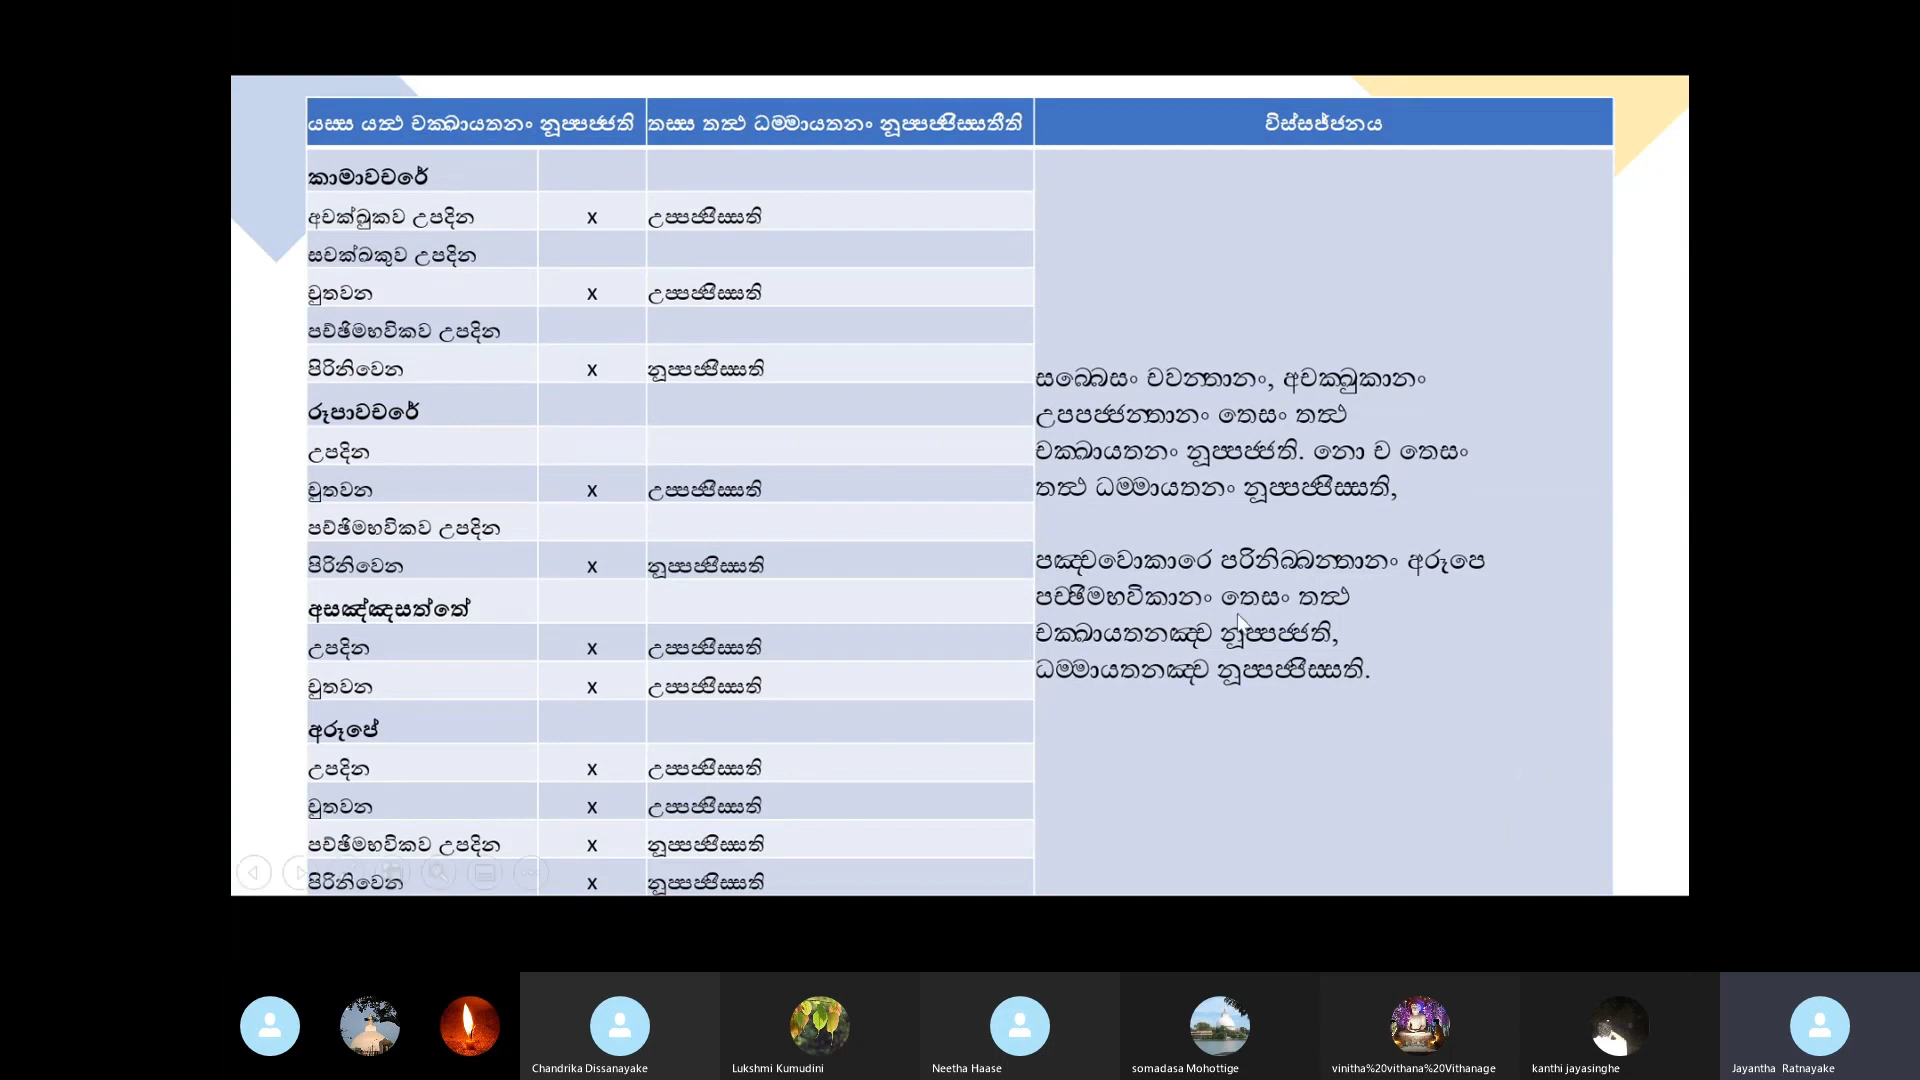 යස්ස යත්ථ චක්ඛායතනං නූප්පජ්ජති තස්ස තත්ථ ධම්මායතනං නූප්පජ්ජිස්සතීති විස්සජ්ජනය
කාමාවචරේ
අචක්ඛුකව උපදින x උප්පජ්ජිස්සති
සචක්ඛකුව උපදින
චුතවන x උප්පජ්ජිස්සති
පච්ඡිමභවිකව උපදින
පිරිනිවෙන x නූප්පජ්ජිස්සති
රූපාවචරේ
උපදින
චුතවන x උප්පජ්ජිස්සති
පච්ඡිමභවිකව උපදින
පිරිනිවෙන x නූප්පජ්ජිස්සති
අසඤ්ඤසත්තේ
උපදින x උප්පජ්ජිස්සති
චුතවන x උප්පජ්ජිස්සති
අරූපේ
උපදින x උප්පජ්ජිස්සති
චුතවන x උප්පජ්ජිස්සති
පච්ඡිමභවිකව උපදින x නූප්පජ්ජිස්සති
පිරිනිවෙන x නූප්පජ්ජිස්සති
සබ්බෙසං චවන්තානං, අචක්ඛුකානං
උපපජ්ජන්තානං තෙසං තත්ථ
චක්ඛායතනං නූප්පජ්ජති. නො ච තෙසං
තත්ථ ධම්මායතනං නූප්පජ්ජිස්සති,
පඤ්චවොකාරෙ පරිනිබ්බන්තානං අරූපෙ
පච්ඡිමභවිකානං තෙසං තත්ථ
චක්ඛායතනඤ්ච නූප්පජ්ජති,
ධම්මායතනඤ්ච නූප්පජ්ජිස්සති.
Chandrika Dissanayake
Lukshmi Kumudini
Neetha Haase
somadasa Mohottige
vinitha%20vithana%20Vithanage
kanthi jayasinghe
Jayantha Ratnayake